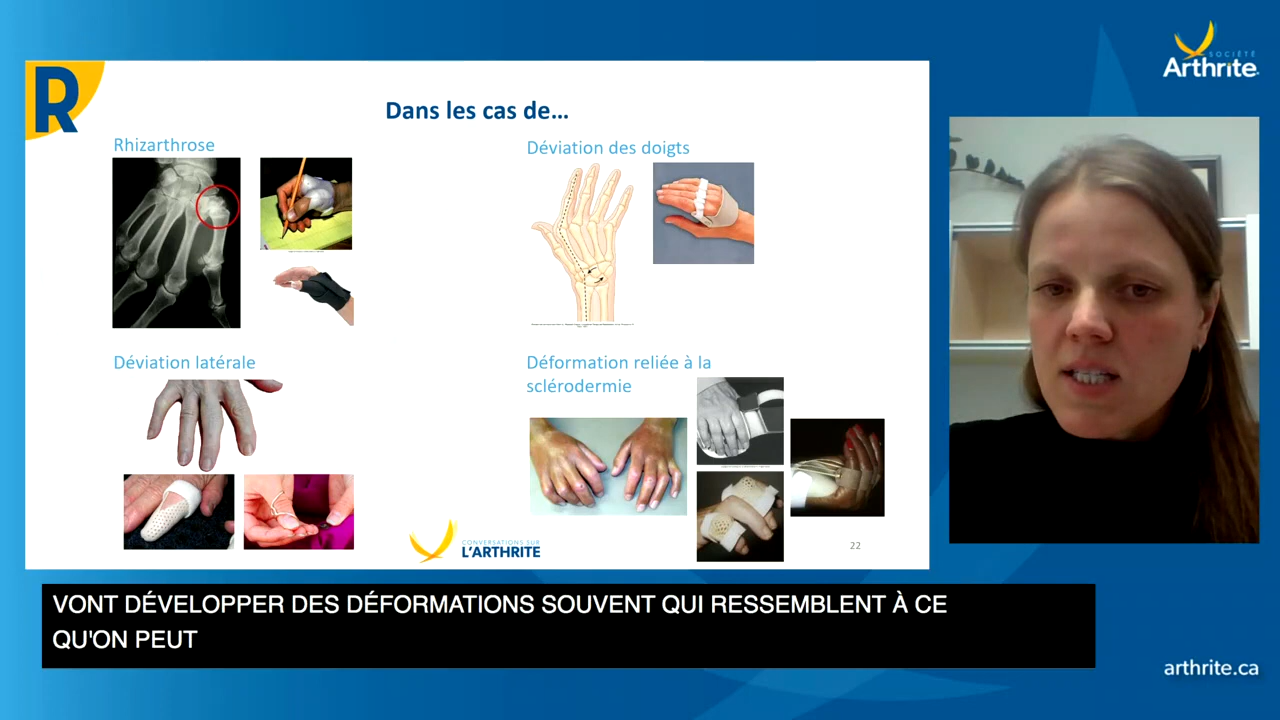 R
Dans les cas de…
Rhizarthrose
Déviation des doigts
Déviation latérale
Déformation reliée à la
sclérodermie
CONVERSATIONS SUR
L'ARTHRITE
22
SOCIÉTÉ
Arthrite
VONT DÉVELOPPER DES DÉFORMATIONS SOUVENT QUI RESSEMBLENT À CE
QU'ON PEUT
arthrite.ca